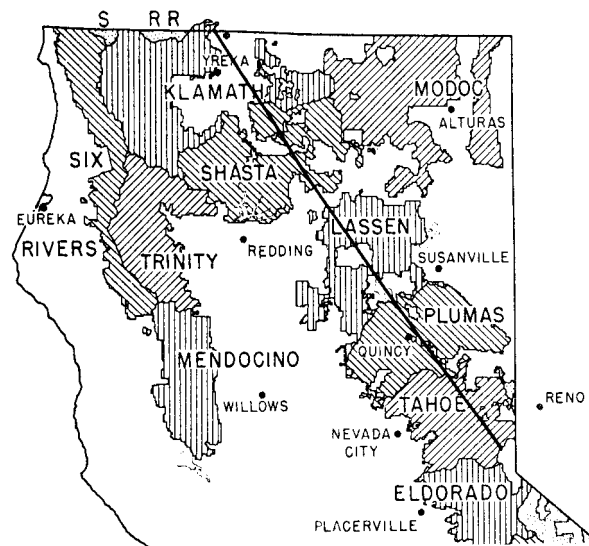 S RR
YREKA
KLAMATH
MODOC
ALTURAS
SIX
SHASTA
EUREKA
LASSEN
RIVERS
TRINITY
REDDING
SUSANVILLE
PLUMAS
MENDOCINO
QUINCY
WILLOWS
TAHOE
RENO
NEVADA
CITY
ELDORADO
PLACERVILLE